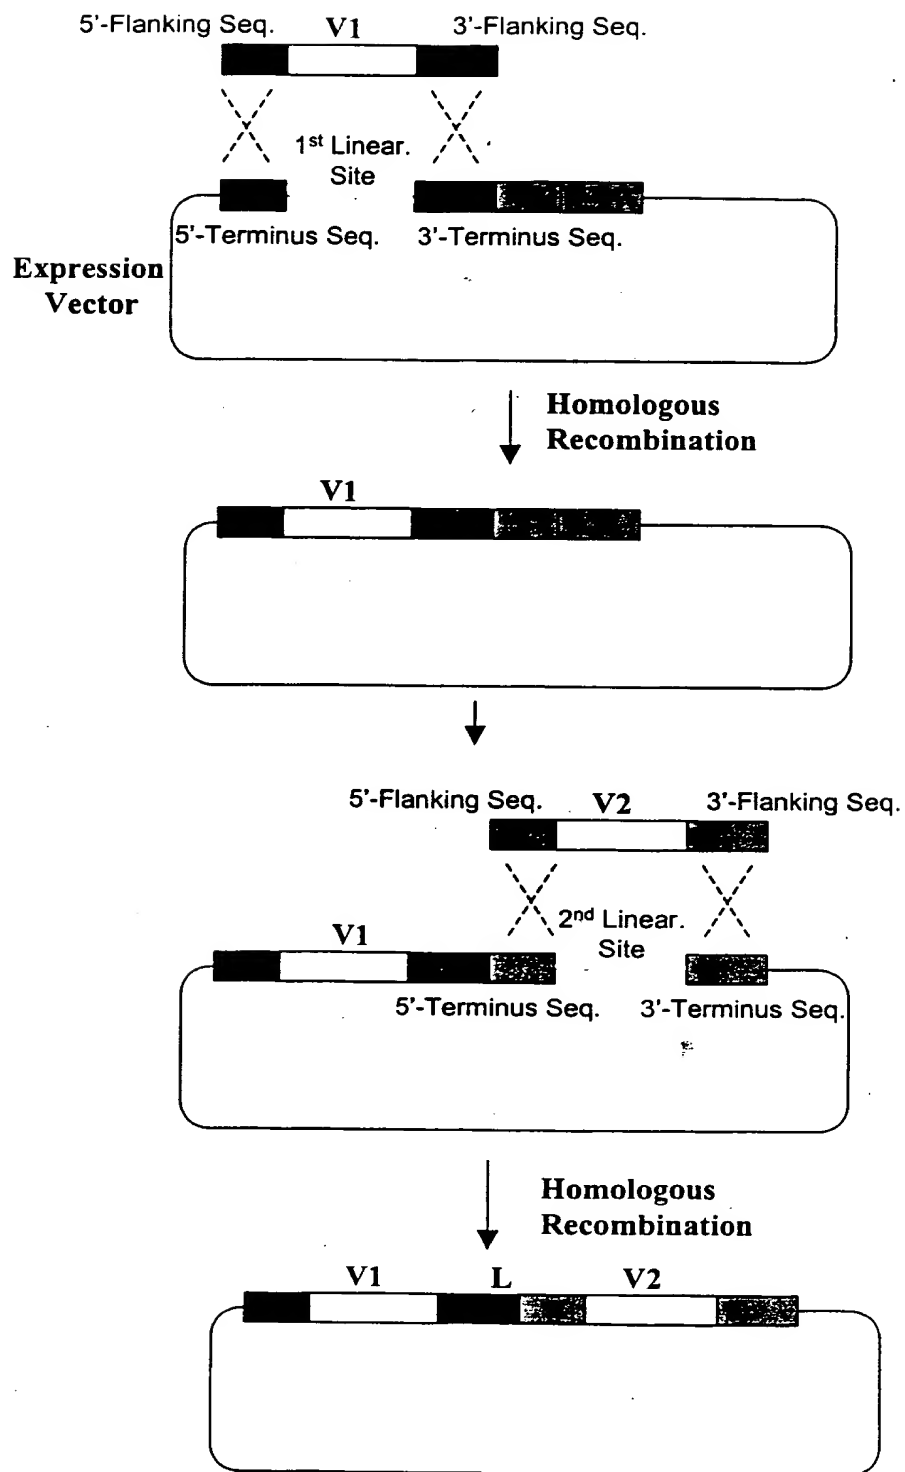 5'-Flanking Seq.
V1
3'-Flanking Seq.
1st Linear.
Site
5'-Terminus Seq.
3'-Terminus Seq.
Expression
Vector
Homologous
Recombination
V1
5'-Flanking Seq.
V2
3'-Flanking Seq.
V1
2nd Linear.
Site
5'-Terminus Seq.
3'-Terminus Seq.
Homologous
Recombination
V1
L
V2